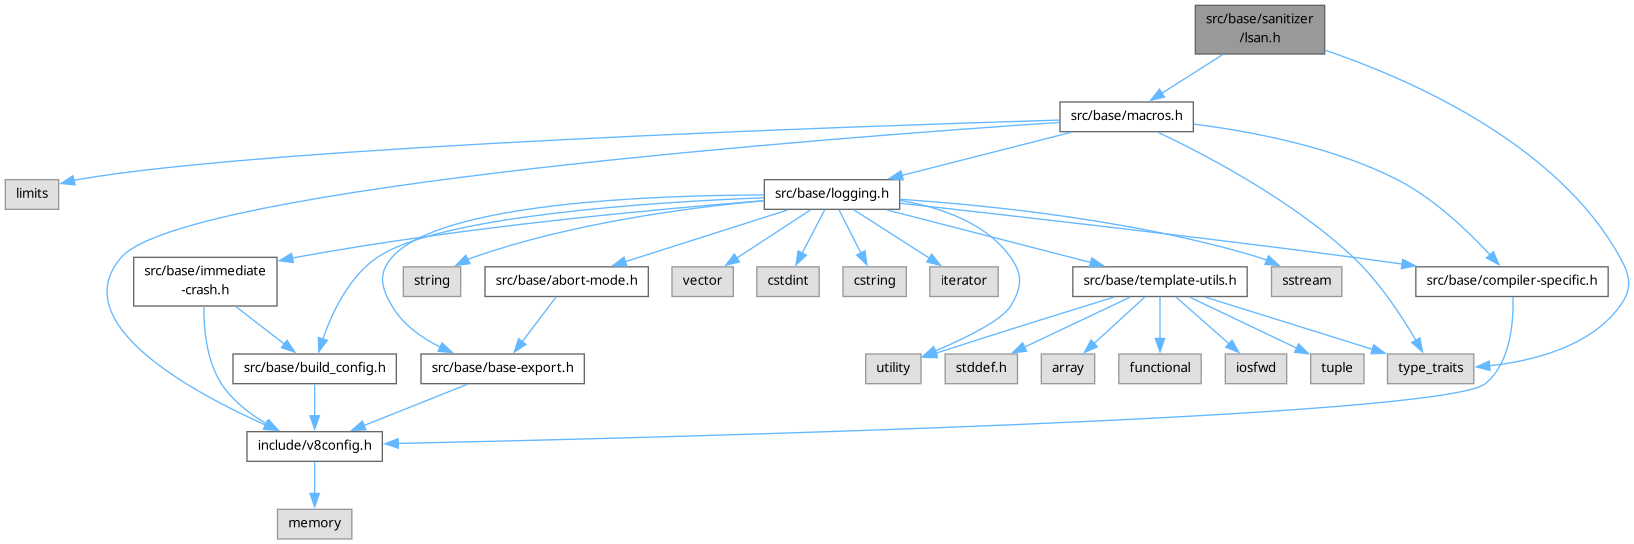 src/base/sanitizer
/lsan.h
src/base/macros.h
limits
src/base/logging.h
src/base/immediate
-crash.h
string
src/base/abort-mode.h
vector
cstdint
cstring
iterator
src/base/template-utils.h
sstream
src/base/compiler-specific.h
src/base/build_config.h
src/base/base-export.h
utility
stddef.h
array
functional
iosfwd
tuple
type_traits
include/v8config.h
memory